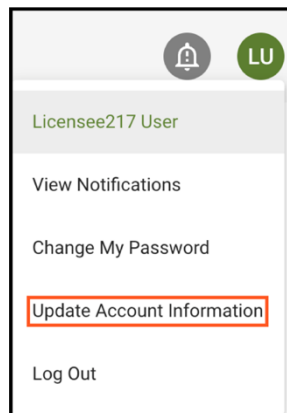 LU
Licensee217 User
View Notifications
Change My Password
Update Account Information
Log Out